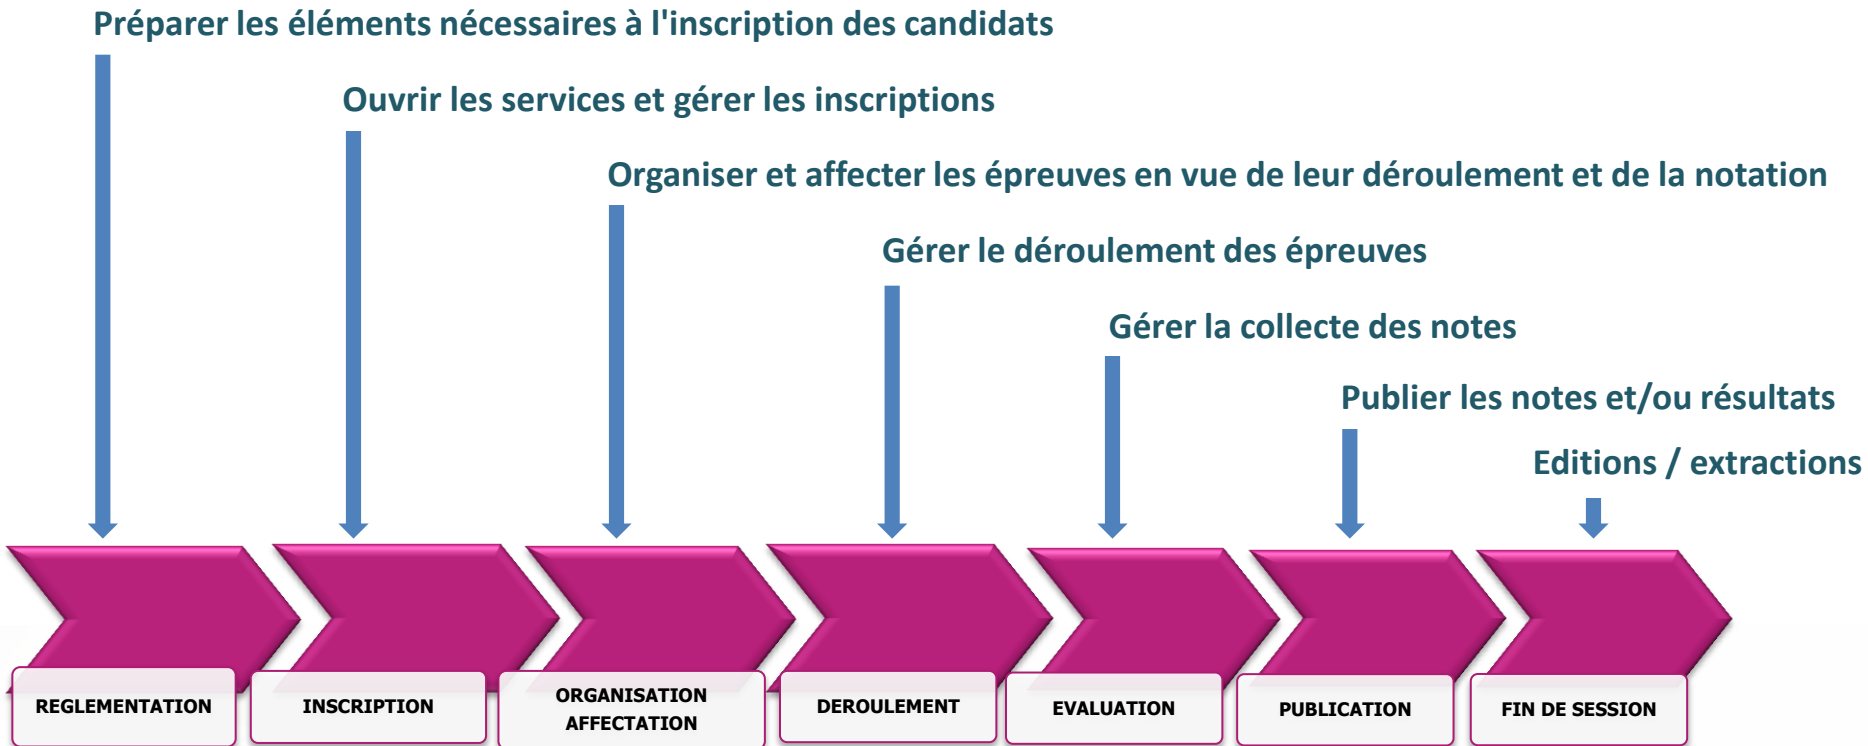 Préparer les éléments nécessaires à l'inscription des candidats
Ouvrir les services et gérer les inscriptions
Organiser et affecter les épreuves en vue de leur déroulement et de la notation
Gérer le déroulement des épreuves
Gérer la collecte des notes
Publier les notes et/ou résultats
Editions / extractions
REGLEMENTATION
INSCRIPTION
ORGANISATION
AFFECTATION
DEROULEMENT
EVALUATION
PUBLICATION
FIN DE SESSION